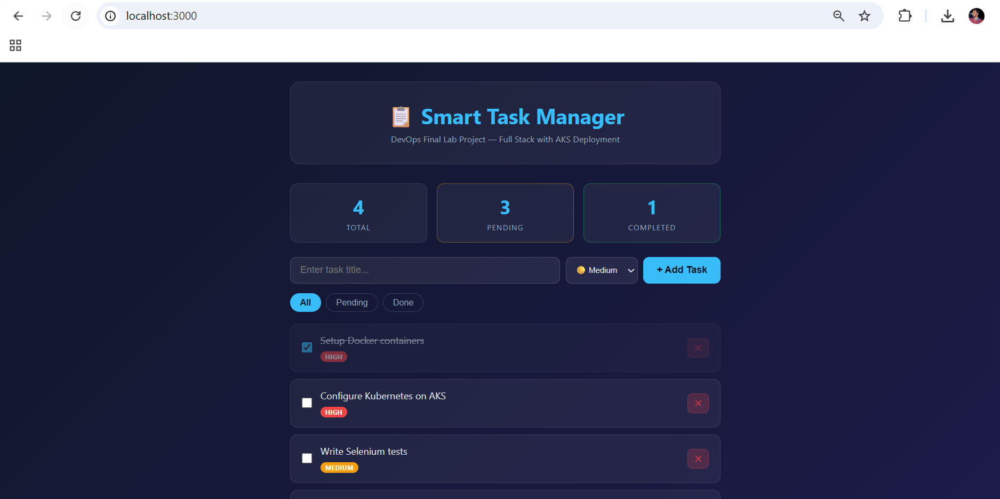 localhost:3000
Smart Task Manager
DevOps Final Lab Project — Full Stack with AKS Deployment
4
TOTAL
3
PENDING
1
COMPLETED
Enter task title...
Medium
+ Add Task
All
Pending
Done
Setup Docker containers
HIGH
Configure Kubernetes on AKS
HIGH
Write Selenium tests
MEDIUM